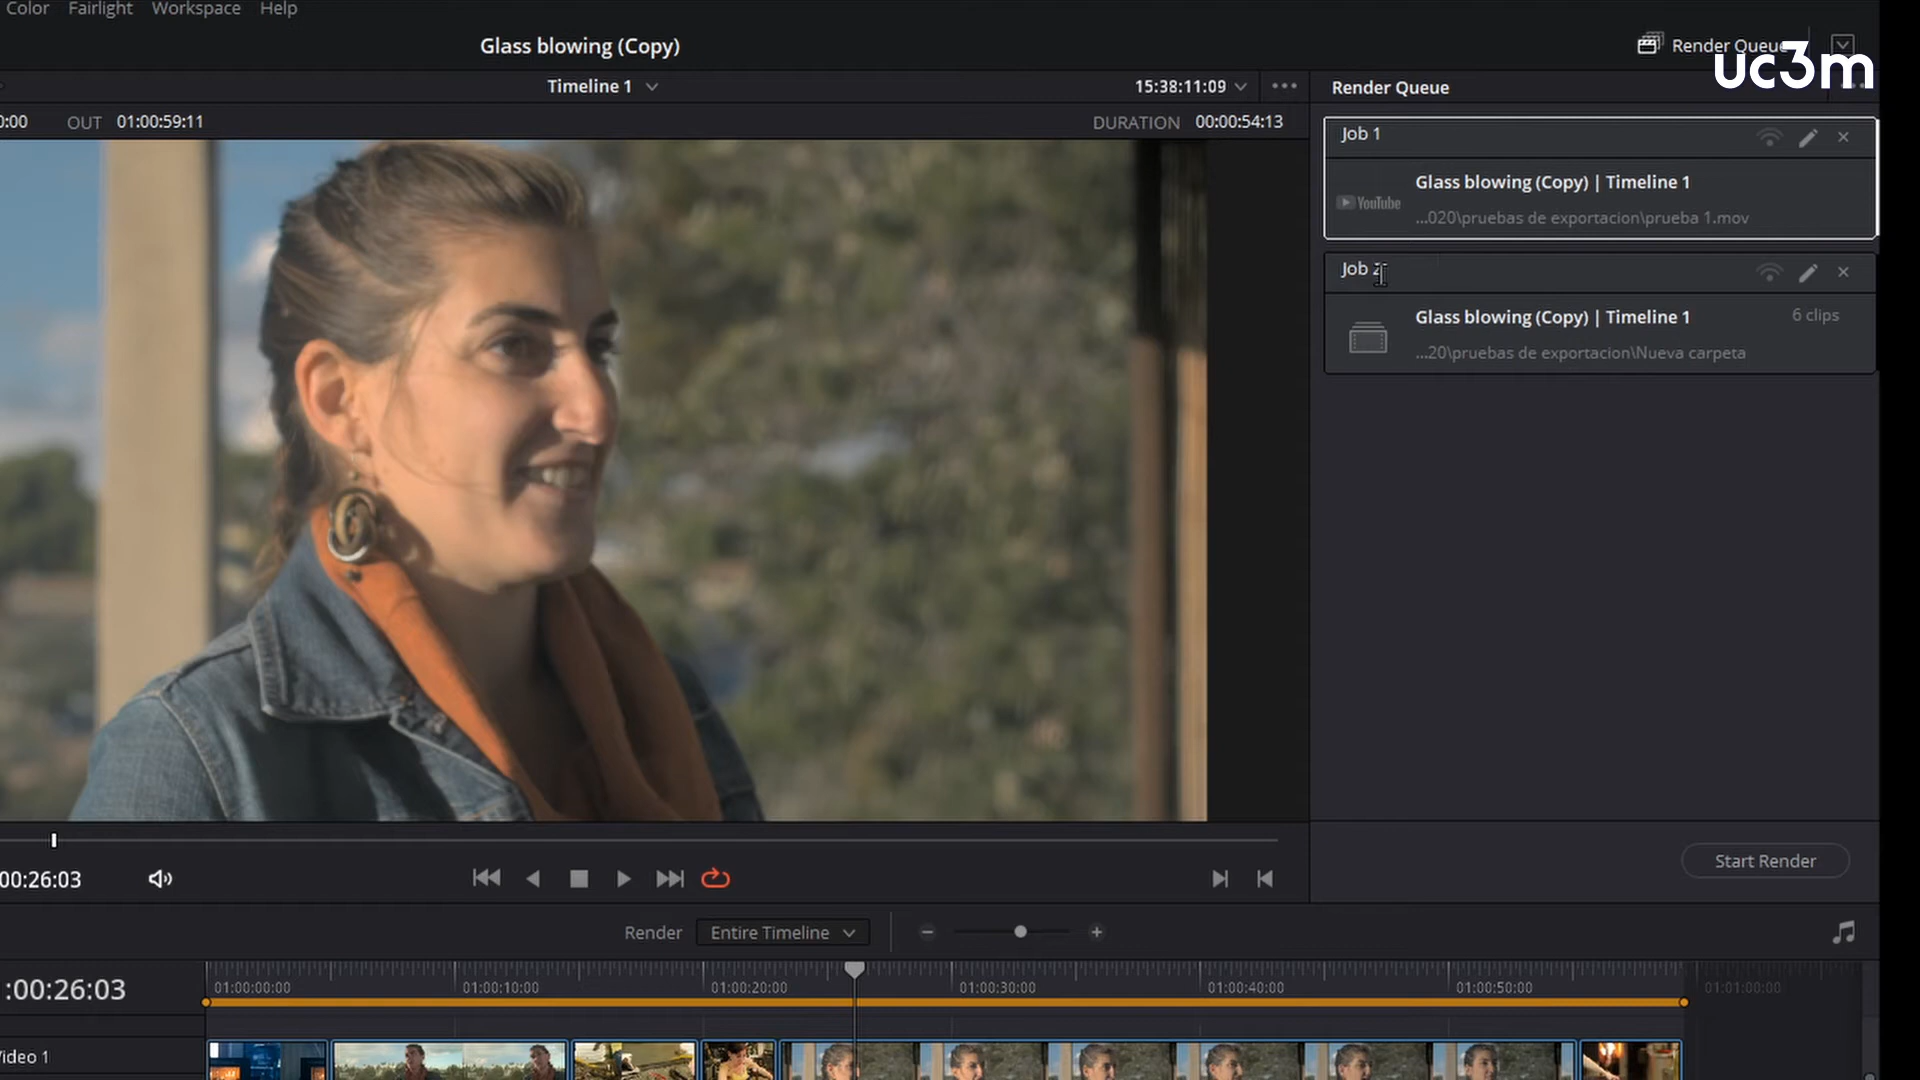 Color Fairlight Workspace Help
Glass blowing (Copy)
Render Queue
uc3m
Timeline 1
15:38:11:09
Render Queue
0:00 OUT 01:00:59:11
DURATION 00:00:54:13
Job 1
Glass blowing (Copy) | Timeline 1
YouTube
...020\pruebas de exportacion\prueba 1.mov
Job 2
Glass blowing (Copy) | Timeline 1
6 clips
...20\pruebas de exportacion\Nueva carpeta
Start Render
00:26:03
Render Entire Timeline
:00:26:03
01:00:00:00 01:00:10:00 01:00:20:00 01:00:30:00 01:00:40:00 01:00:50:00 01:01:00:00
ideo 1